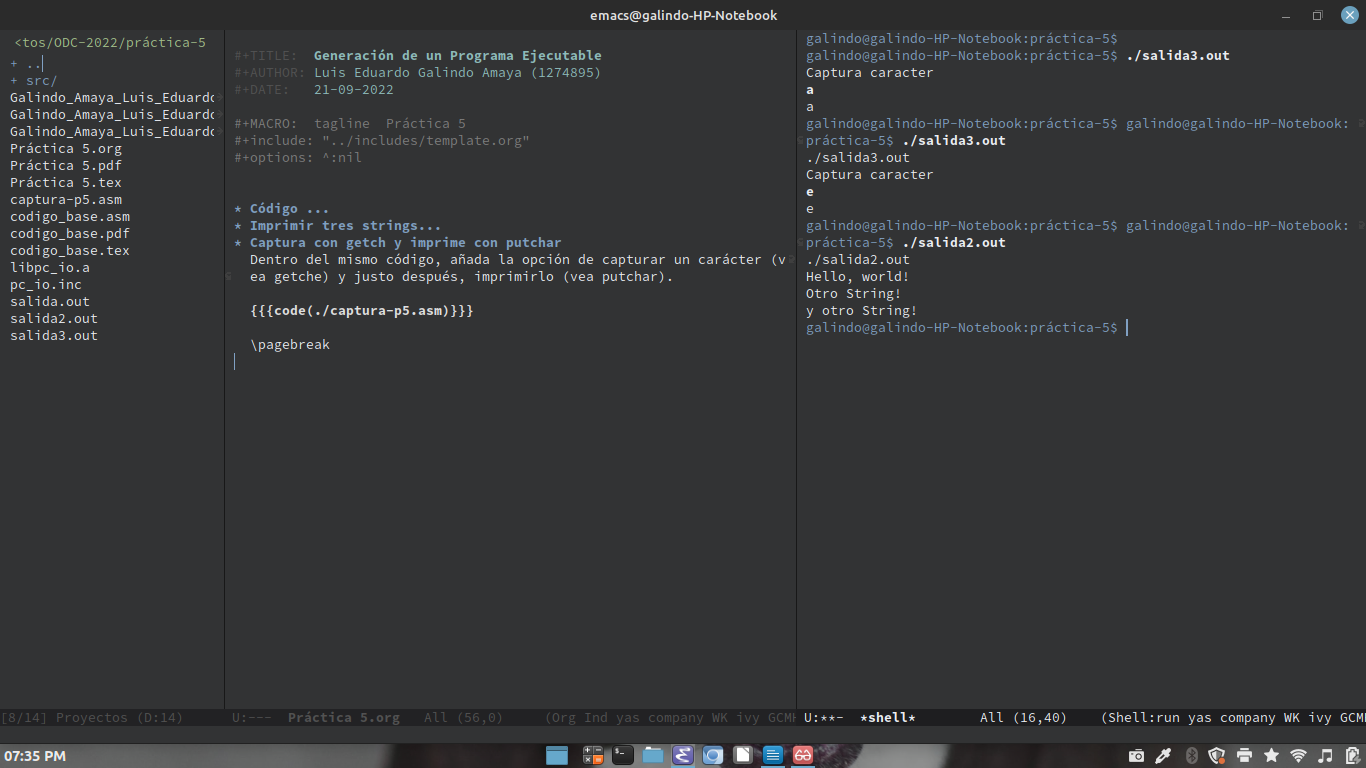 emacs@galindo-HP-Notebook
<tos/ODC-2022/práctica-5
+ ..
+ src/
Galindo_Amaya_Luis_Eduardo
Galindo_Amaya_Luis_Eduardo
Galindo_Amaya_Luis_Eduardo
Práctica 5.org
Práctica 5.pdf
Práctica 5.tex
captura-p5.asm
codigo_base.asm
codigo_base.pdf
codigo_base.tex
libpc_io.a
pc_io.inc
salida.out
salida2.out
salida3.out
[8/14] Proyectos (D:14)
#+TITLE:  Generación de un Programa Ejecutable
#+AUTHOR: Luis Eduardo Galindo Amaya (1274895)
#+DATE:   21-09-2022
#+MACRO:  tagline  Práctica 5
#+include: "../includes/template.org"
#+options: ^:nil
* Código ...
* Imprimir tres strings...
* Captura con getch y imprime con putchar
Dentro del mismo código, añada la opción de capturar un carácter (v
ea getche) y justo después, imprimirlo (vea putchar).
{{{code(./captura-p5.asm)}}}
\pagebreak
U:---  Práctica 5.org   All (56,0)     (Org Ind yas company WK ivy GCMH
galindo@galindo-HP-Notebook:práctica-5$
galindo@galindo-HP-Notebook:práctica-5$ ./salida3.out
Captura caracter
a
a
galindo@galindo-HP-Notebook:práctica-5$ galindo@galindo-HP-Notebook:
práctica-5$ ./salida3.out
./salida3.out
Captura caracter
e
e
galindo@galindo-HP-Notebook:práctica-5$ galindo@galindo-HP-Notebook:
práctica-5$ ./salida2.out
./salida2.out
Hello, world!
Otro String!
y otro String!
galindo@galindo-HP-Notebook:práctica-5$
U:**-  *shell*        All (16,40)    (Shell:run yas company WK ivy GCMH
07:35 PM